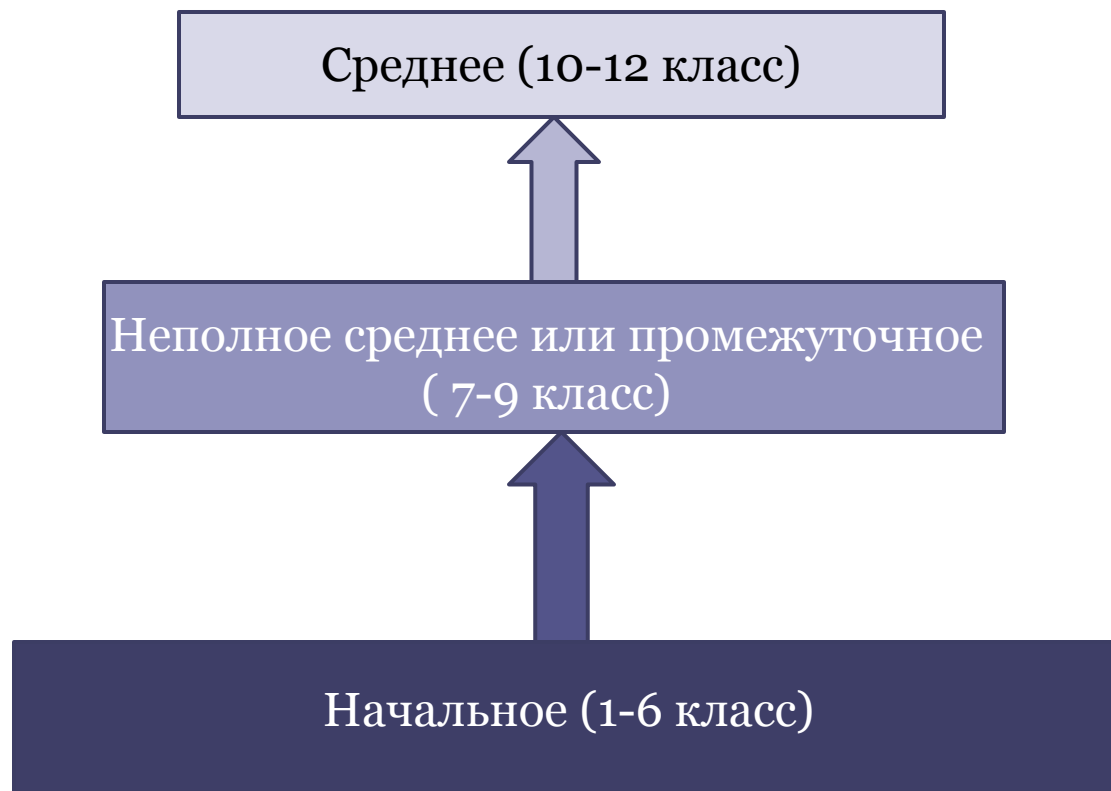 Среднее (10-12 класс)
Неполное среднее или промежуточное
( 7-9 класс)
Начальное (1-6 класс)